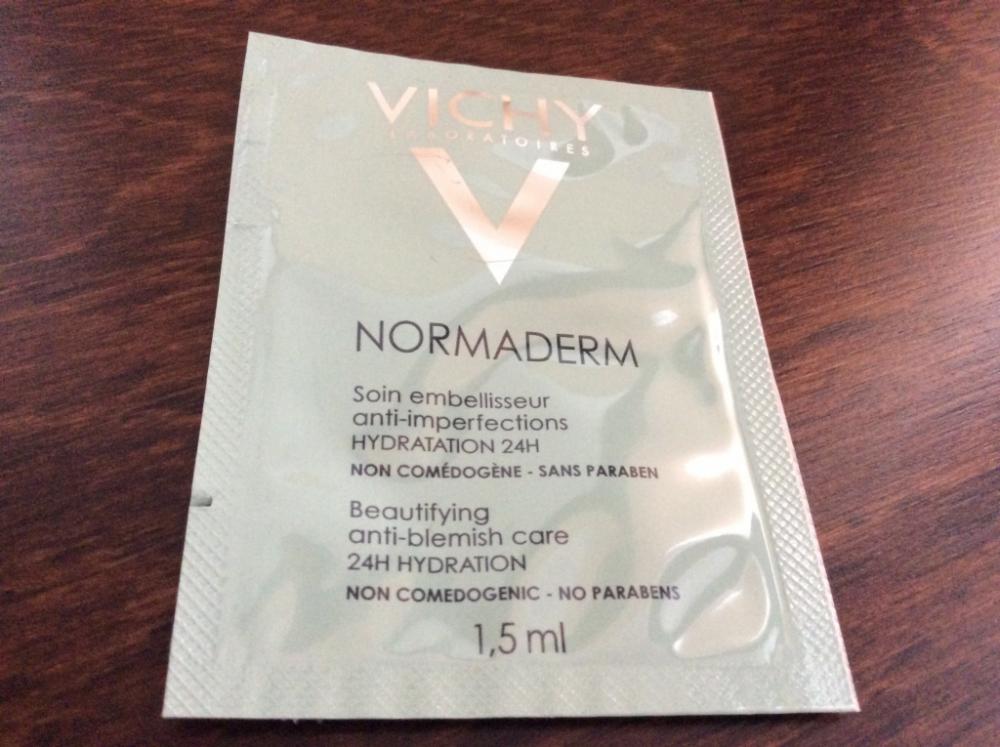 VICHY
LABORATOIRES
V
NORMADERM
Soin embellisseur
anti-imperfections
HYDRATATION 24H
NON COMÉDOGÈNE - SANS PARABEN
Beautifying
anti-blemish care
24H HYDRATION
NON COMEDOGENIC - NO PARABENS
1,5 ml